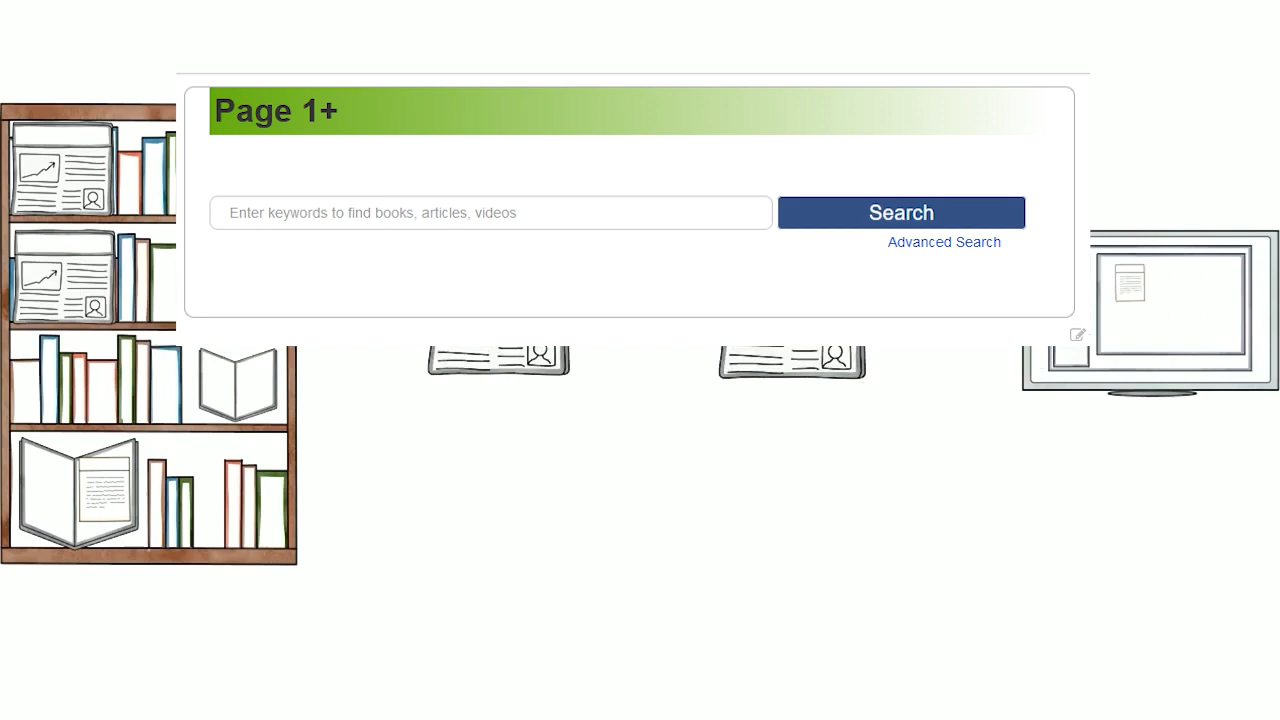 Page 1+
Enter keywords to find books, articles, videos
Search
Advanced Search